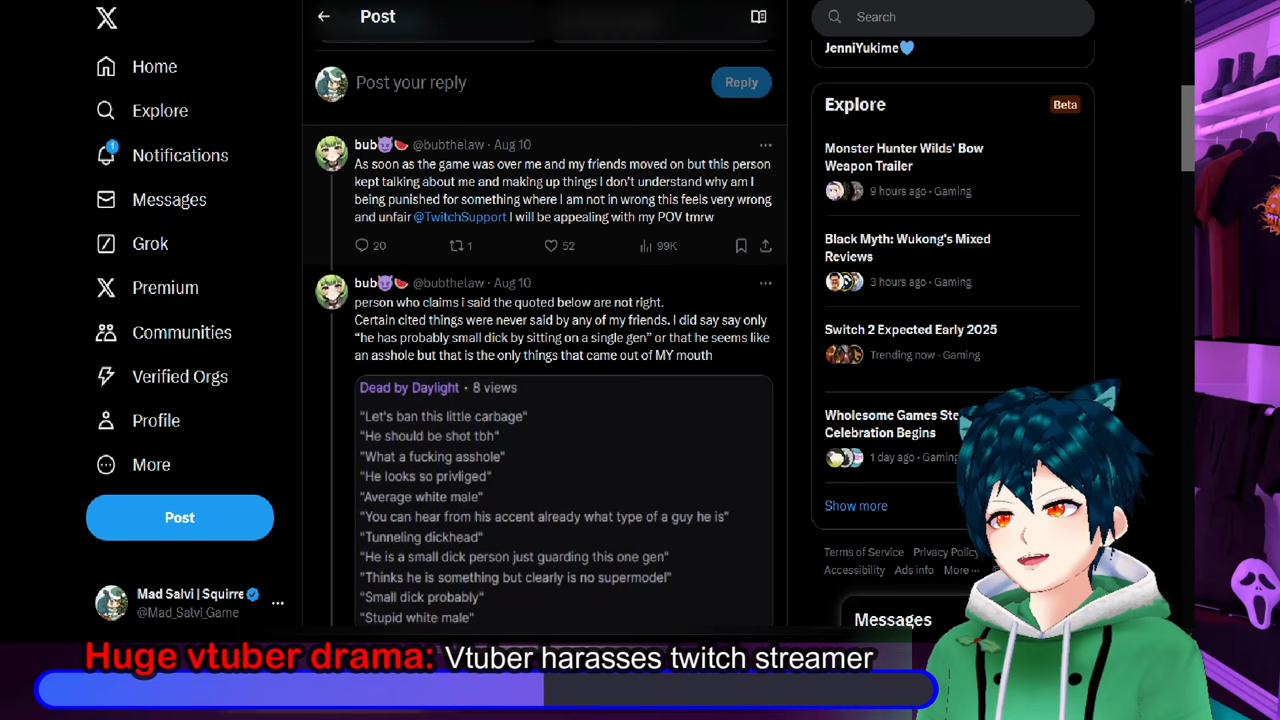 Home
Explore
1
Notifications
Messages
Grok
Premium
Communities
Verified Orgs
Profile
More
Post
Mad Salvi | Squirre
@Mad_Salvi_Game
Post
Post your reply
Reply
bub @bubthelaw · Aug 10
As soon as the game was over me and my friends moved on but this person
kept talking about me and making up things I don't understand why am I
being punished for something where I am not in wrong this feels very wrong
and unfair @TwitchSupport I will be appealing with my POV tmrw
20 1 52 99K
bub @bubthelaw · Aug 10
person who claims i said the quoted below are not right.
Certain cited things were never said by any of my friends. I did say say only
“he has probably small dick by sitting on a single gen” or that he seems like
an asshole but that is the only things that came out of MY mouth
Dead by Daylight • 8 views
"Let's ban this little carbage"
"He should be shot tbh"
"What a fucking asshole"
"He looks so privliged"
"Average white male"
"You can hear from his accent already what type of a guy he is"
"Tunneling dickhead"
"He is a small dick person just guarding this one gen"
"Thinks he is something but clearly is no supermodel"
"Small dick probably"
"Stupid white male"
Search
JenniYukime
Explore Beta
Monster Hunter Wilds' Bow
Weapon Trailer
9 hours ago · Gaming
Black Myth: Wukong's Mixed
Reviews
3 hours ago · Gaming
Switch 2 Expected Early 2025
Trending now · Gaming
Wholesome Games Ste
Celebration Begins
1 day ago · Gaming
Show more
Terms of Service Privacy Policy
Accessibility Ads info More
Messages
Huge vtuber drama: Vtuber harasses twitch streamer